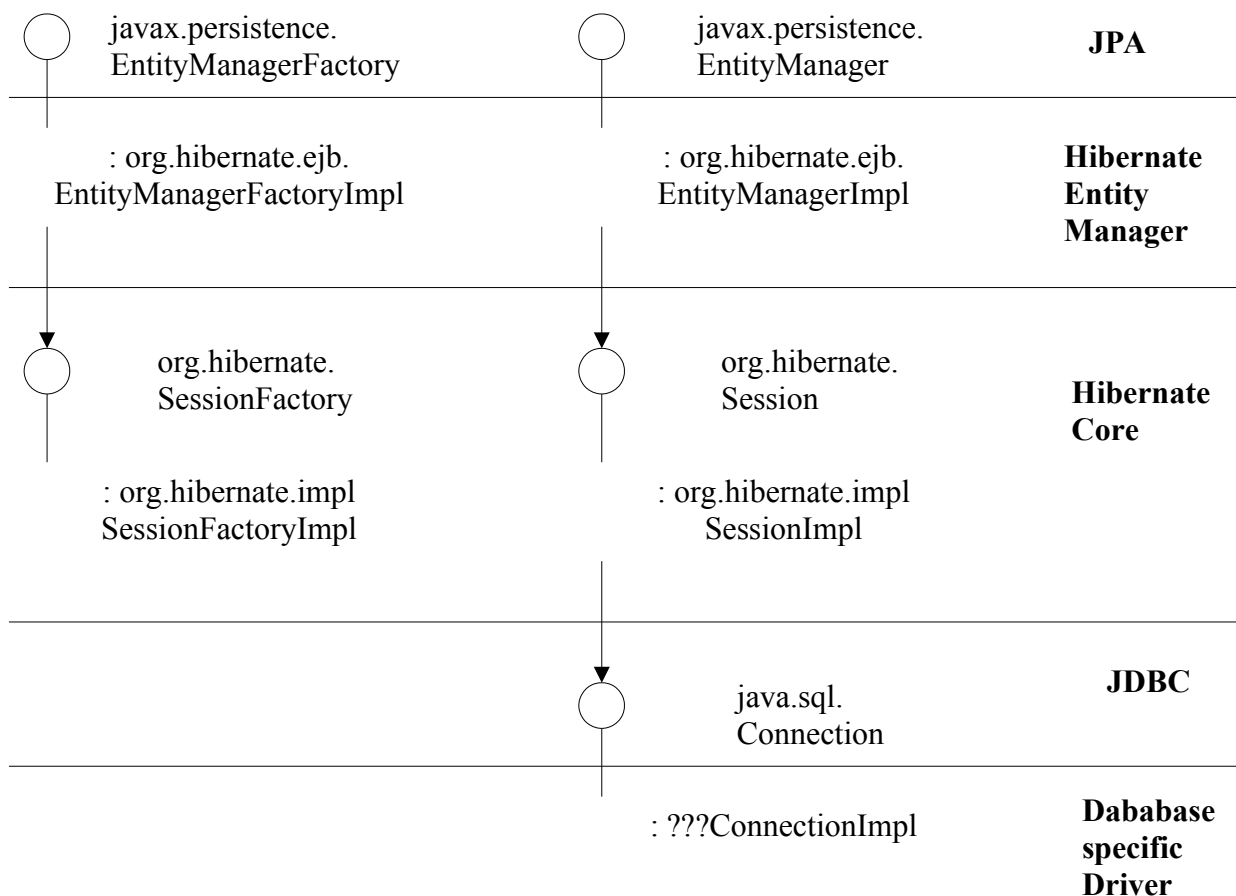 javax.persistence.
EntityManagerFactory
javax.persistence.
EntityManager
JPA
: org.hibernate.ejb.
EntityManagerFactoryImpl
: org.hibernate.ejb.
EntityManagerImpl
Hibernate
Entity
Manager
org.hibernate.
SessionFactory
org.hibernate.
Session
Hibernate
Core
: org.hibernate.impl
SessionFactoryImpl
: org.hibernate.impl
SessionImpl
java.sql.
Connection
JDBC
: ???ConnectionImpl
Dababase
specific
Driver